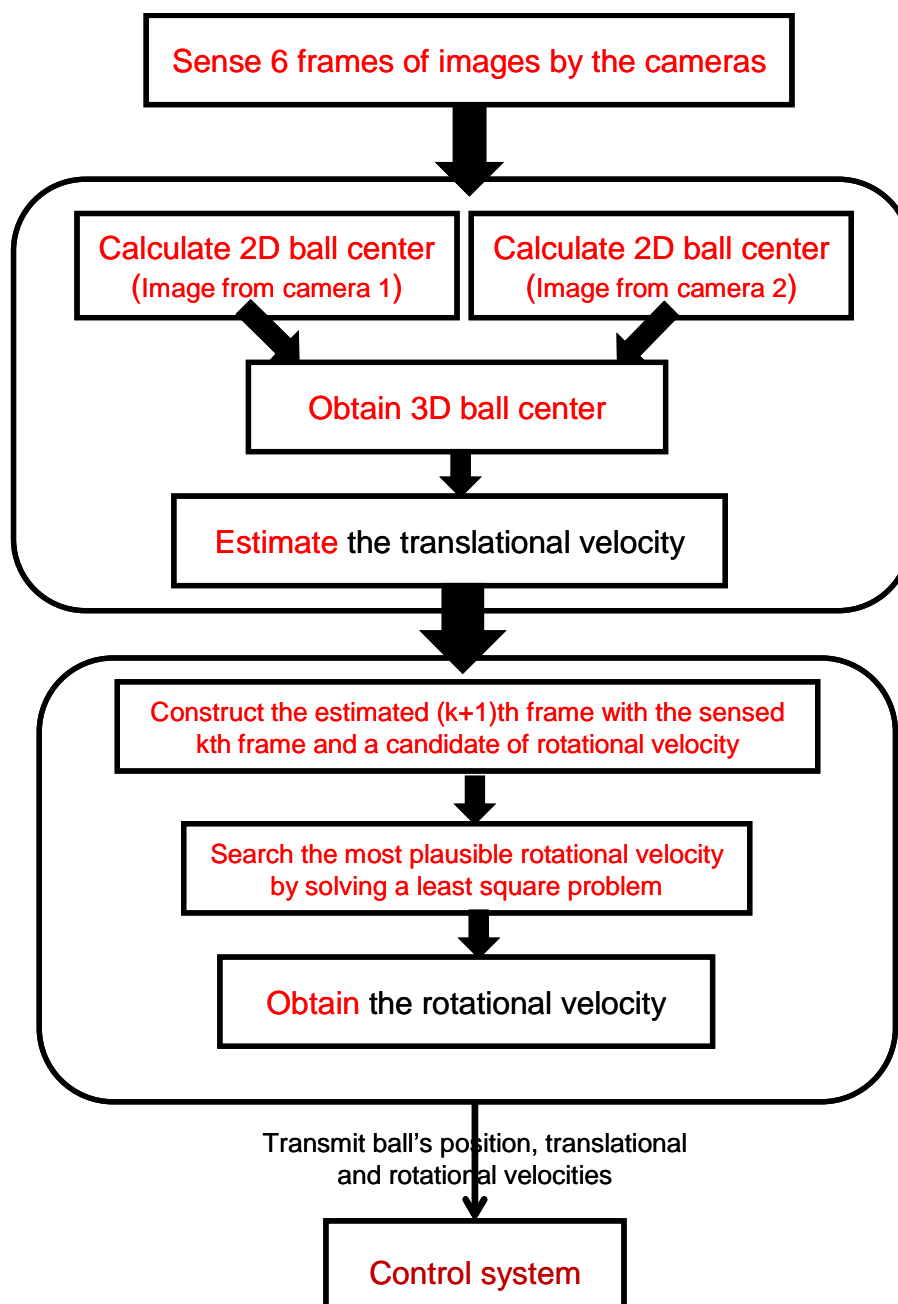 Sense 6 frames of images by the cameras
Calculate 2D ball center
(Image from camera 1)
Calculate 2D ball center
(Image from camera 2)
Obtain 3D ball center
Estimate the translational velocity
Construct the estimated (k+1)th frame with the sensed
kth frame and a candidate of rotational velocity
Search the most plausible rotational velocity
by solving a least square problem
Obtain the rotational velocity
Transmit ball's position, translational
and rotational velocities
Control system